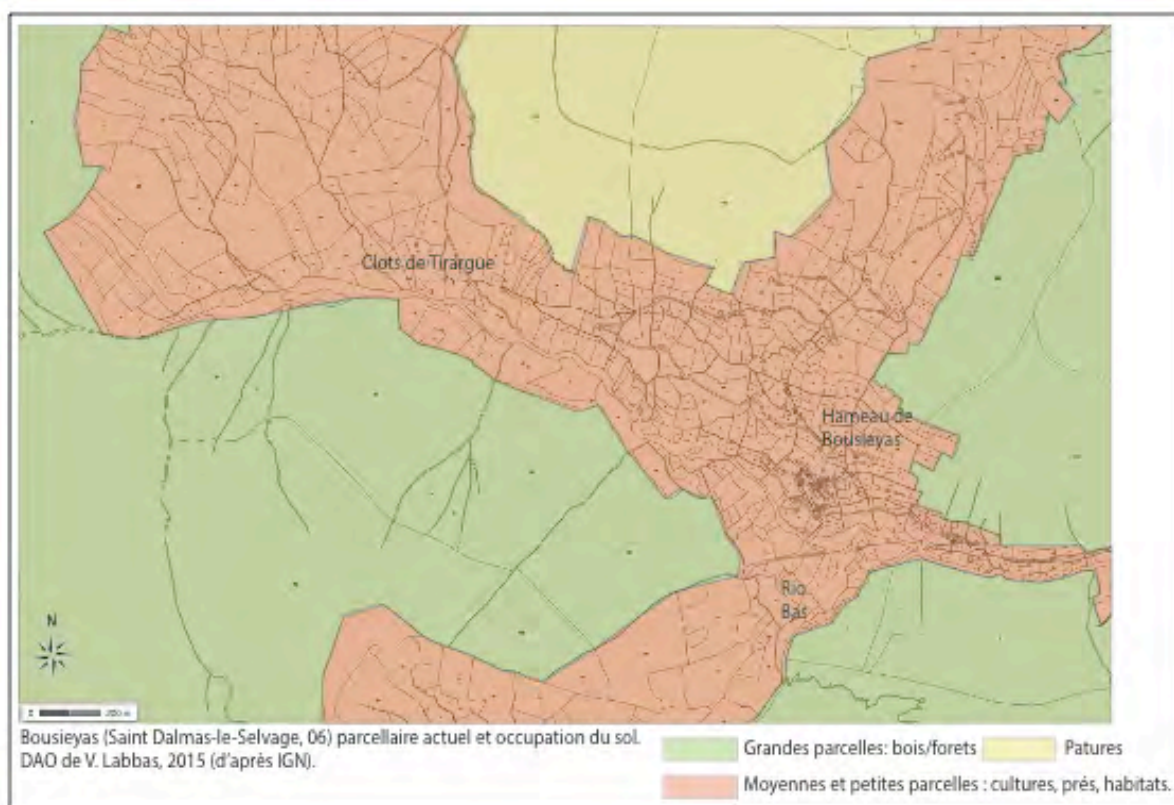 Clots de Tirargue
Hameau de
Bousieyas
Rio
Bas
N
Bousieyas (Saint Dalmas-le-Selvage, 06) parcellaire actuel et occupation du sol.
DAO de V. Labbas, 2015 (d'après IGN).
Grandes parcelles: bois/forets
Patures
Moyennes et petites parcelles : cultures, prés, habitats.